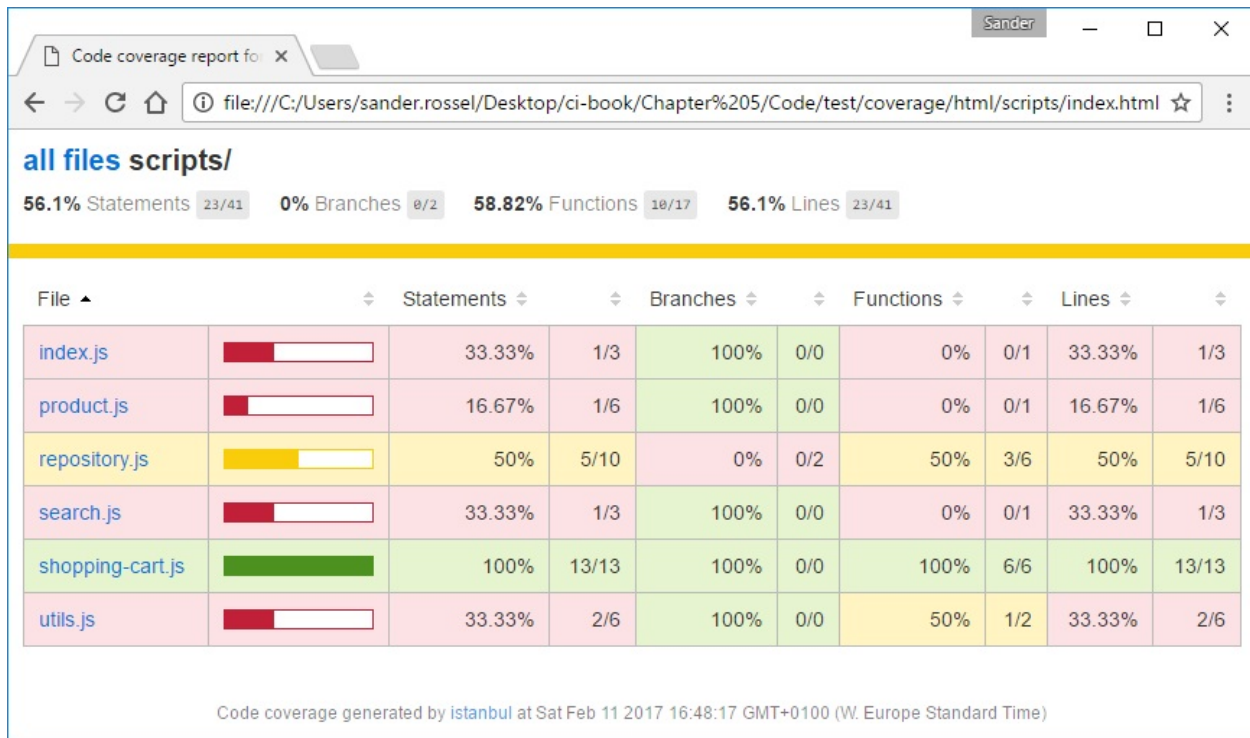 Sander
Code coverage report fo
file:///C:/Users/sander.rossel/Desktop/ci-book/Chapter%205/Code/test/coverage/html/scripts/index.html
all files scripts/
56.1% Statements 23/41 0% Branches 0/2 58.82% Functions 10/17 56.1% Lines 23/41
File Statements Branches Functions Lines
index.js 33.33% 1/3 100% 0/0 0% 0/1 33.33% 1/3
product.js 16.67% 1/6 100% 0/0 0% 0/1 16.67% 1/6
repository.js 50% 5/10 0% 0/2 50% 3/6 50% 5/10
search.js 33.33% 1/3 100% 0/0 0% 0/1 33.33% 1/3
shopping-cart.js 100% 13/13 100% 0/0 100% 6/6 100% 13/13
utils.js 33.33% 2/6 100% 0/0 50% 1/2 33.33% 2/6
Code coverage generated by istanbul at Sat Feb 11 2017 16:48:17 GMT+0100 (W. Europe Standard Time)